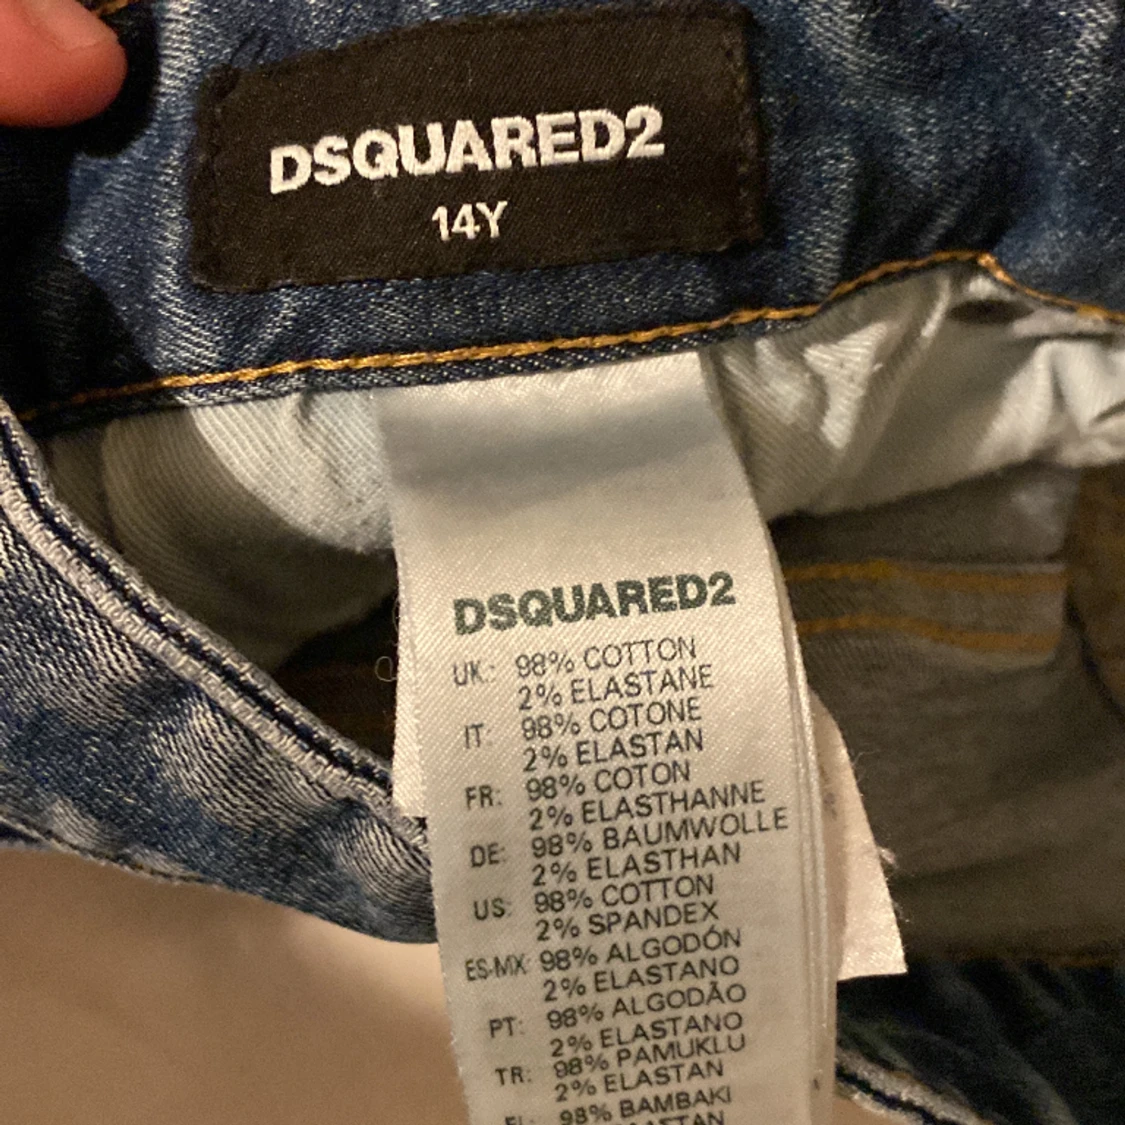 DSQUARED2
14Y
DSQUARED2
UK: 98% COTTON
2% ELASTANE
IT: 98% COTONE
2% ELASTAN
FR: 98% COTON
2% ELASTHANNE
DE: 98% BAUMWOLLE
2% ELASTHAN
US: 98% COTTON
2% SPANDEX
ES-MX: 98% ALGODÓN
2% ELASTANO
PT: 98% ALGODÃO
2% ELASTANO
TR: 98% PAMUKLU
2% ELASTAN
98% BAMBAKI